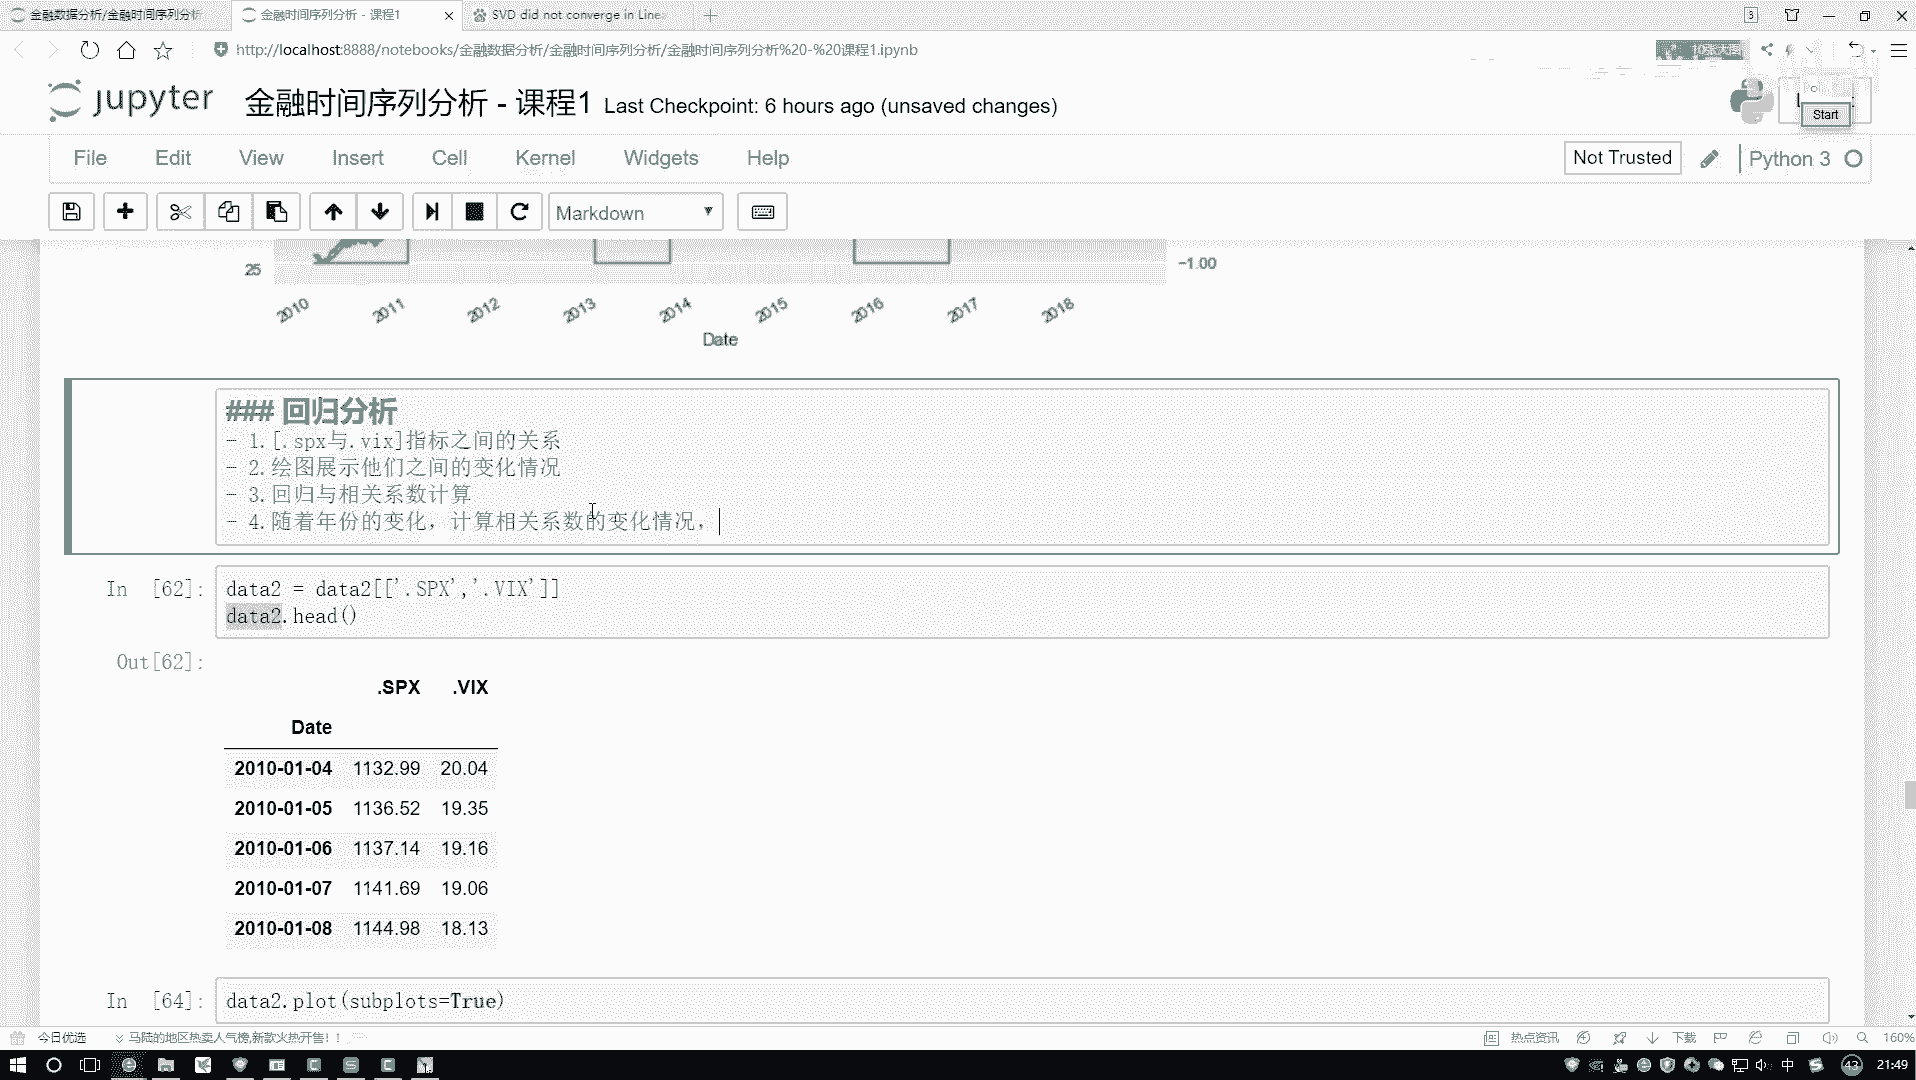 金融数据分析/金融时间序列分析
金融时间序列分析 - 课程1
SVD did not converge in Linea
3
http://localhost:8888/notebooks/金融数据分析/金融时间序列分析/金融时间序列分析%20-%20课程1.ipynb
10张大图
jupyter
金融时间序列分析 - 课程1
Last Checkpoint: 6 hours ago (unsaved changes)
Start
File Edit View Insert Cell Kernel Widgets Help
Not Trusted
Python 3
Markdown
25
-1.00
2010 2011 2012 2013 2014 2015 2016 2017 2018
Date
### 回归分析
- 1.[.spx与.vix]指标之间的关系
- 2.绘图展示他们之间的变化情况
- 3.回归与相关系数计算
- 4.随着年份的变化，计算相关系数的变化情况，
In [62]:
data2 = data2[['.SPX','.VIX']]
data2.head()
Out[62]:
.SPX .VIX
Date
2010-01-04 1132.99 20.04
2010-01-05 1136.52 19.35
2010-01-06 1137.14 19.16
2010-01-07 1141.69 19.06
2010-01-08 1144.98 18.13
In [64]:
data2.plot(subplots=True)
今日优选
马陆的地区热卖人气榜,新款火热开售！！
热点资讯
下载
160%
中
43
21:49